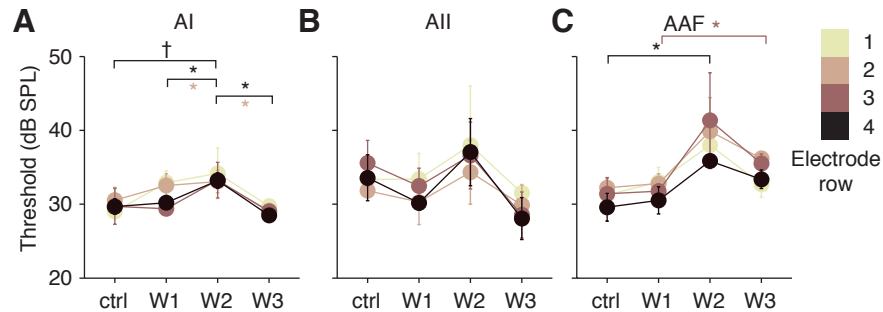 A
AI
B
AII
C
AAF *
†
*
*
*
*
*
1
2
3
4
Electrode
row
Threshold (dB SPL)
50
40
30
20
ctrl W1 W2 W3
ctrl W1 W2 W3
ctrl W1 W2 W3